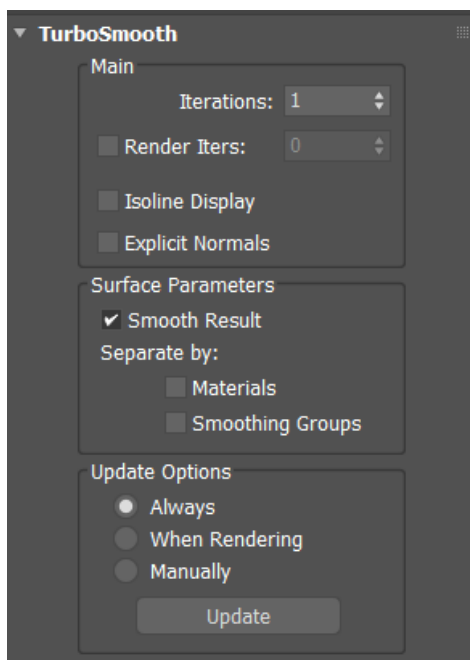 TurboSmooth
Main
Iterations: 1
Render Iters: 0
Isoline Display
Explicit Normals
Surface Parameters
Smooth Result
Separate by:
Materials
Smoothing Groups
Update Options
Always
When Rendering
Manually
Update